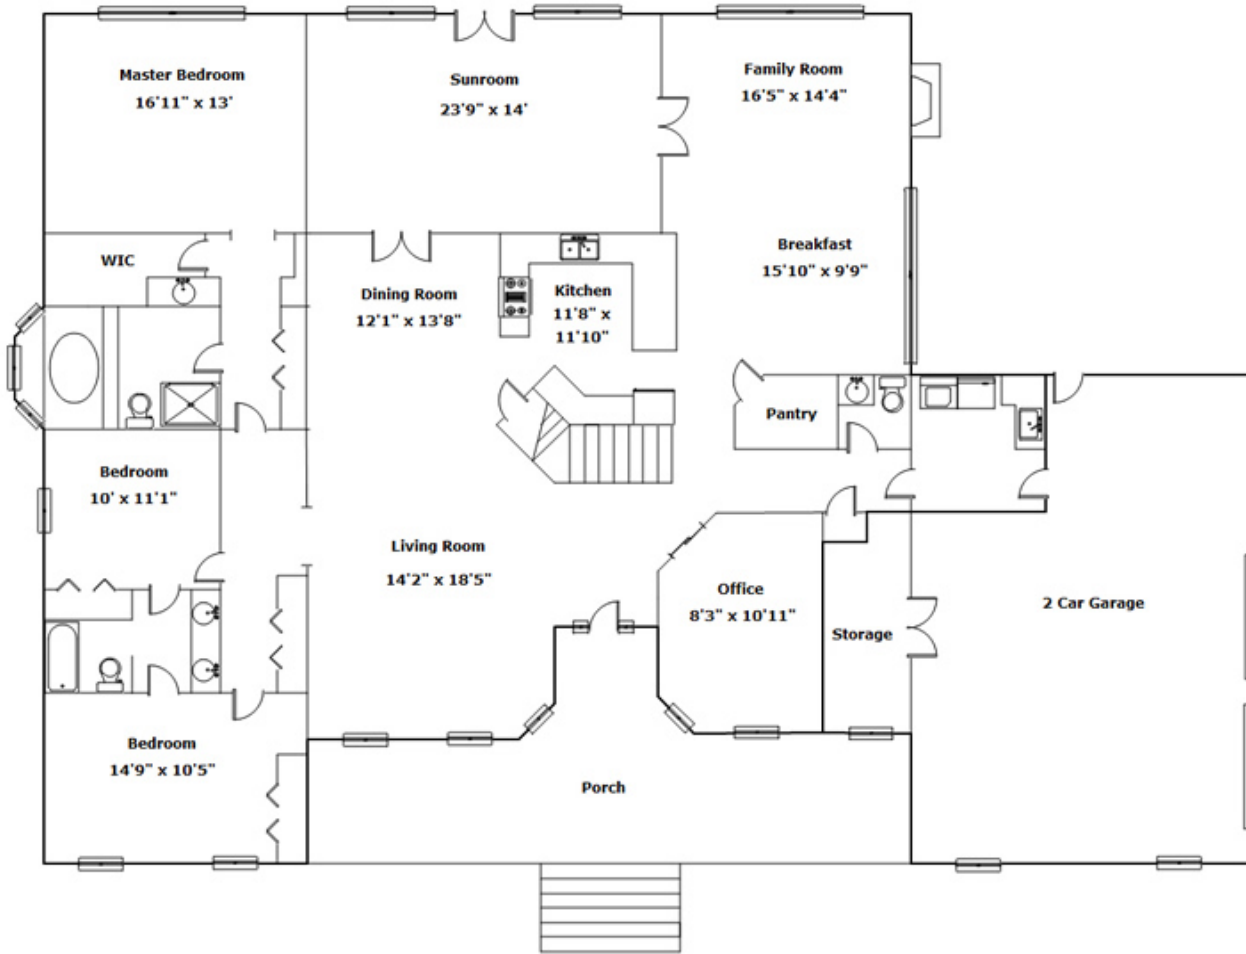 Master Bedroom
16'11" x 13'
Sunroom
23'9" x 14'
Family Room
16'5" x 14'4"
WIC
Dining Room
12'1" x 13'8"
Kitchen
11'8" x
11'10"
Breakfast
15'10" x 9'9"
Pantry
Bedroom
10' x 11'1"
Living Room
14'2" x 18'5"
Office
8'3" x 10'11"
Storage
2 Car Garage
Bedroom
14'9" x 10'5"
Porch